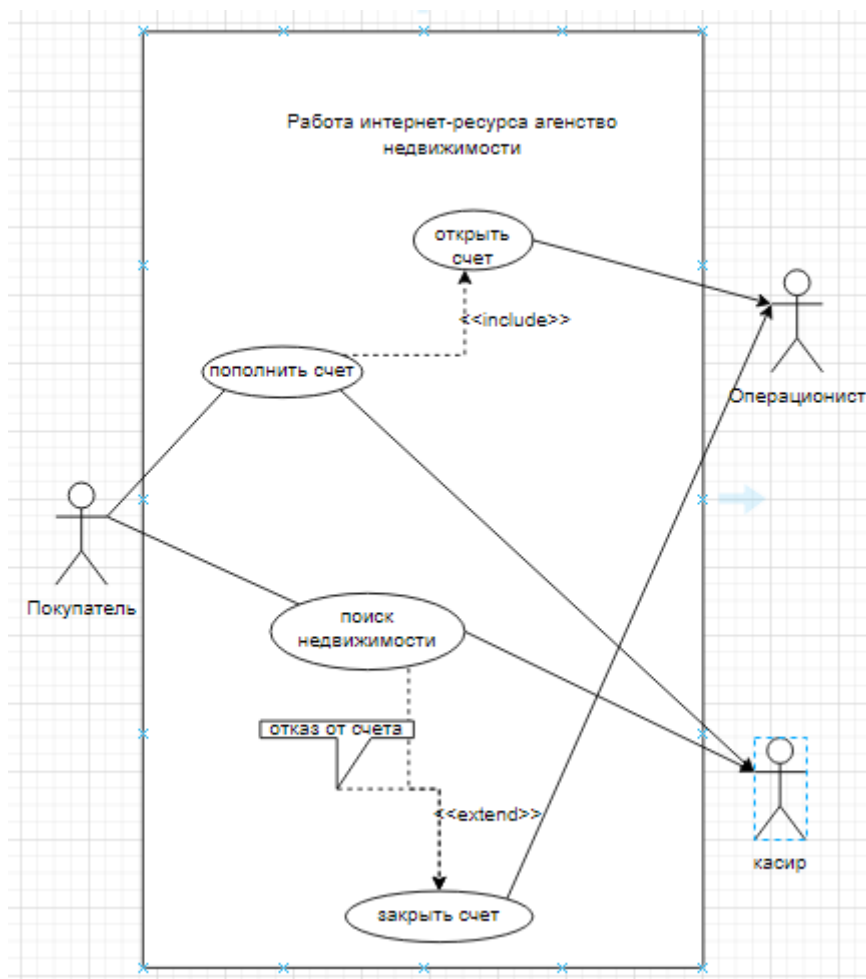 Работа интернет-ресурса агенство
недвижимости
открыть
счет
<<include>>
пополнить счет
Операционист
Покупатель
поиск
недвижимости
отказ от счета
<<extend>>
касир
закрыть счет